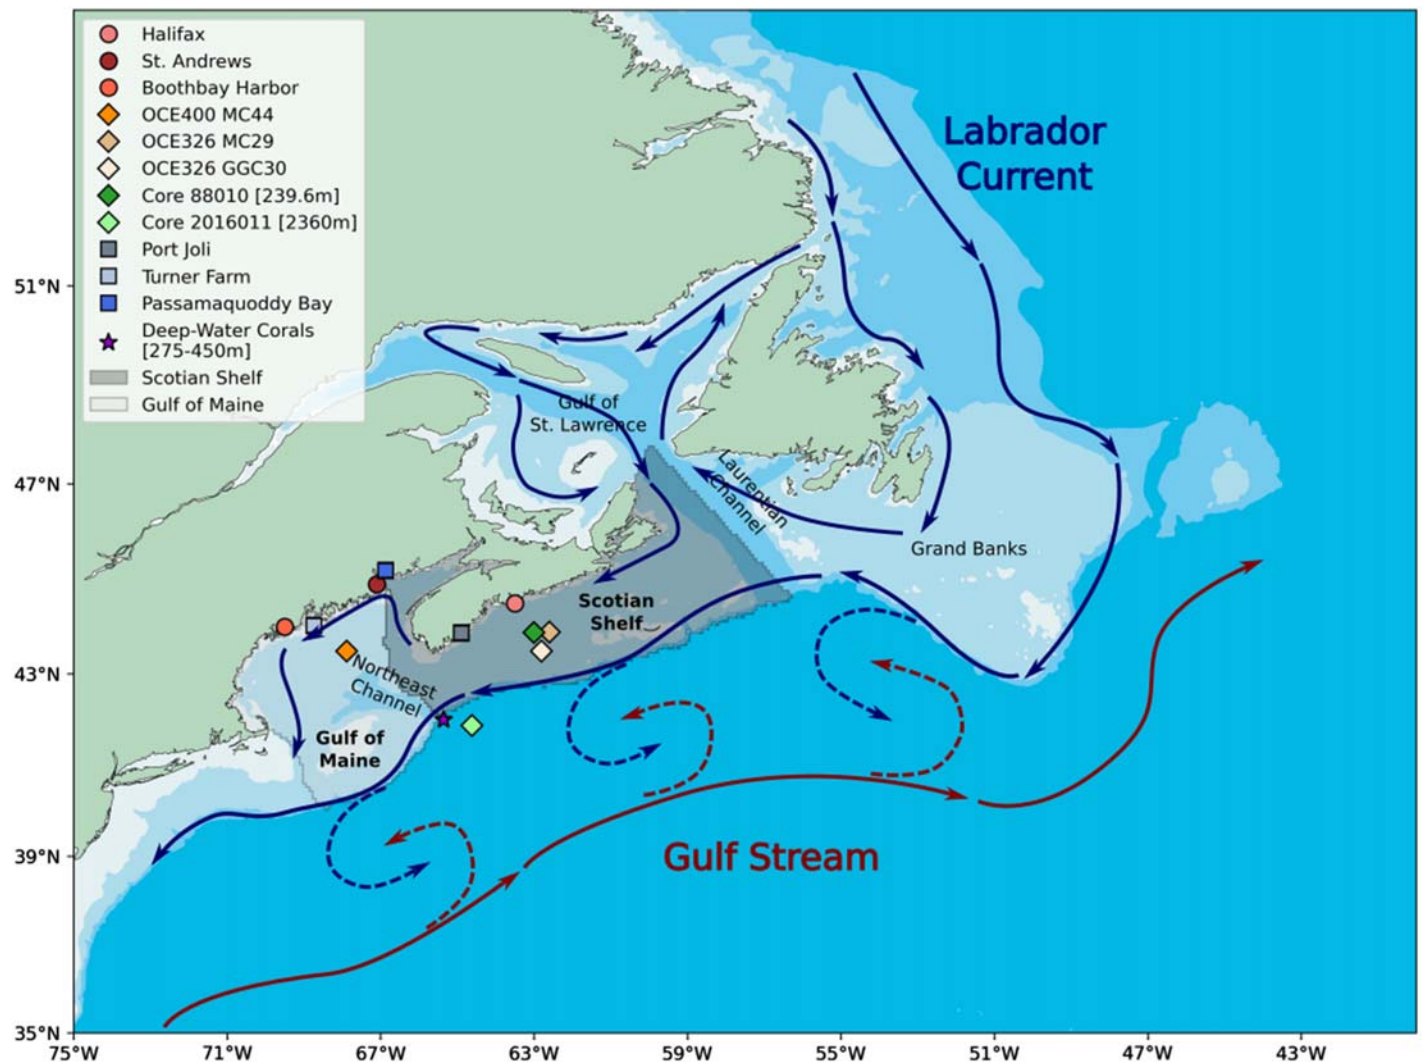 Halifax
St. Andrews
Boothbay Harbor
OCE400 MC44
OCE326 MC29
OCE326 GGC30
Core 88010 [239.6m]
Core 2016011 [2360m]
Port Joli
Turner Farm
Passamaquoddy Bay
Deep-Water Corals
[275-450m]
Scotian Shelf
Gulf of Maine
Labrador
Current
51°N
47°N
43°N
39°N
35°N
Gulf of
St. Lawrence
Laurentian
Channel
Grand Banks
Scotian
Shelf
Northeast
Channel
Gulf of
Maine
Gulf Stream
75°W
71°W
67°W
63°W
59°W
55°W
51°W
47°W
43°W